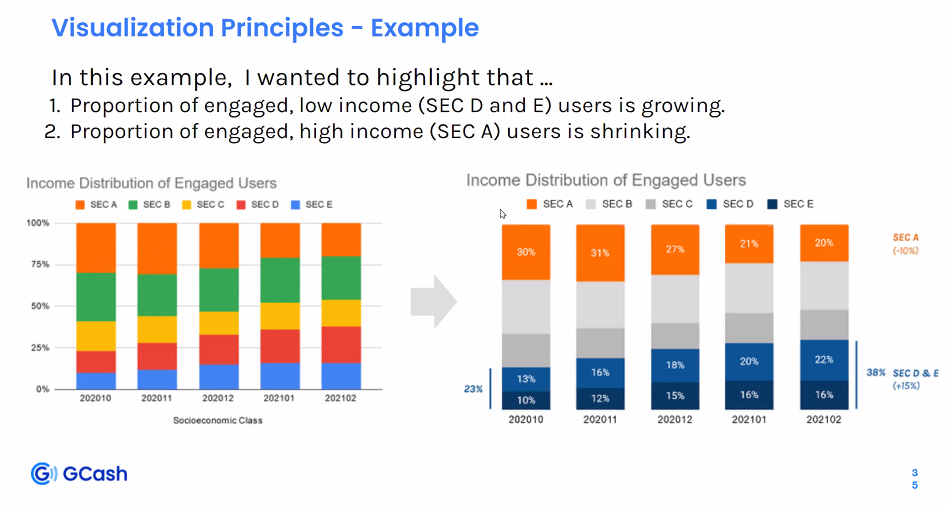 Visualization Principles - Example
In this example, I wanted to highlight that ...
1. Proportion of engaged, low income (SEC D and E) users is growing.
2. Proportion of engaged, high income (SEC A) users is shrinking.
Income Distribution of Engaged Users
SEC A SEC B SEC C SEC D SEC E
100%
75%
50%
25%
0%
202010 202011 202012 202101 202102
Socioeconomic Class
Income Distribution of Engaged Users
SEC A SEC B SEC C SEC D SEC E
30% 31% 27% 21% 20%
SEC A
(-10%)
13% 16% 18% 20% 22%
23%
38% SEC D & E
(+15%)
10% 12% 15% 16% 16%
202010 202011 202012 202101 202102
GCash
3
5